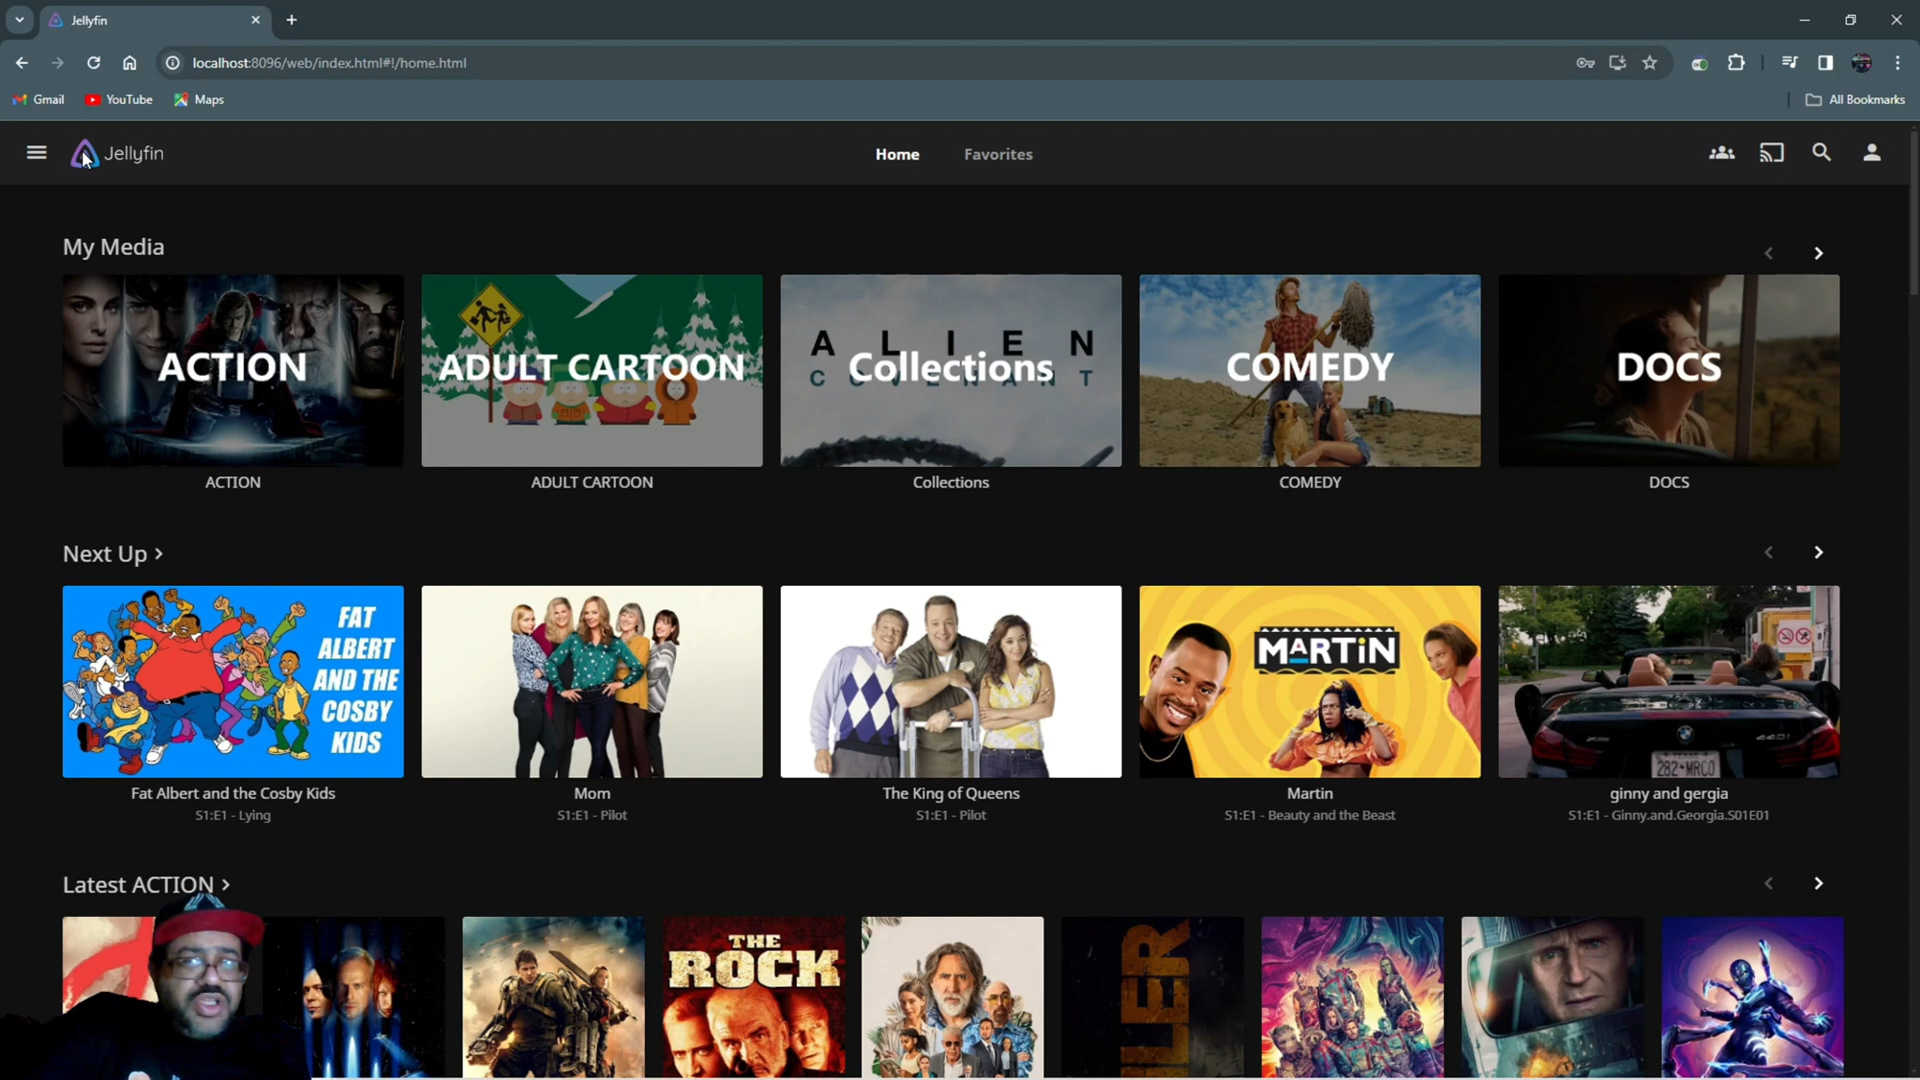 Jellyfin
localhost:8096/web/index.html#!/home.html
Gmail
YouTube
Maps
All Bookmarks
Jellyfin
Home
Favorites
My Media
ACTION
ADULT CARTOON
ALIEN
COVENANT
Collections
COMEDY
DOCS
ACTION
ADULT CARTOON
Collections
COMEDY
DOCS
Next Up
FAT
ALBERT
AND THE
COSBY
KIDS
MARTIN
440i
282 MRCO
Fat Albert and the Cosby Kids
Mom
The King of Queens
Martin
ginny and gergia
S1:E1 - Lying
S1:E1 - Pilot
S1:E1 - Pilot
S1:E1 - Beauty and the Beast
S1:E1 - Ginny.and.Georgia.S01E01
Latest ACTION
THE
ROCK